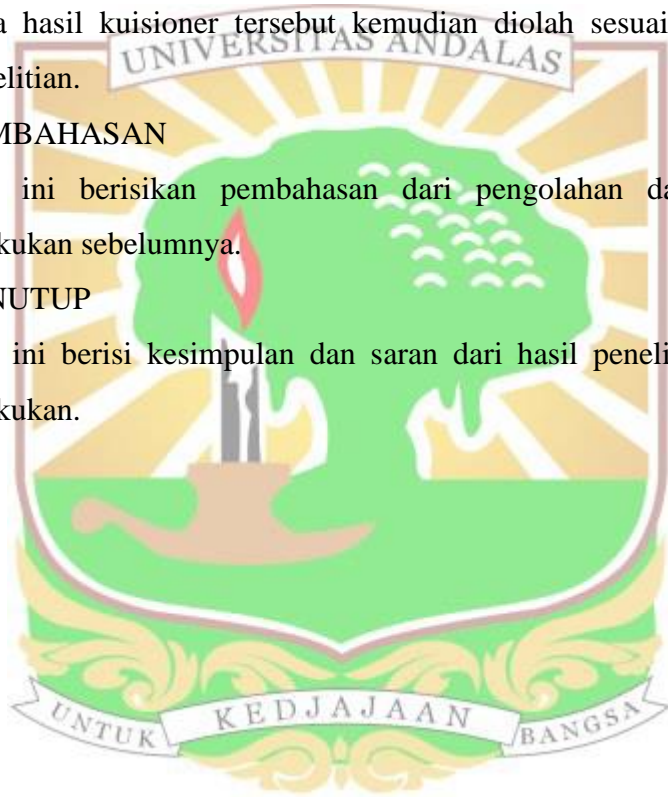 a hasil kuisioner tersebut kemudian diolah sesuai
UNIVERSITAS ANDALAS
elitian.
MBAHASAN
ini berisikan pembahasan dari pengolahan da
kukan sebelumnya.
NUTUP
ini berisi kesimpulan dan saran dari hasil peneli
kukan.
UNTUK KEDJAJAAN BANGSA